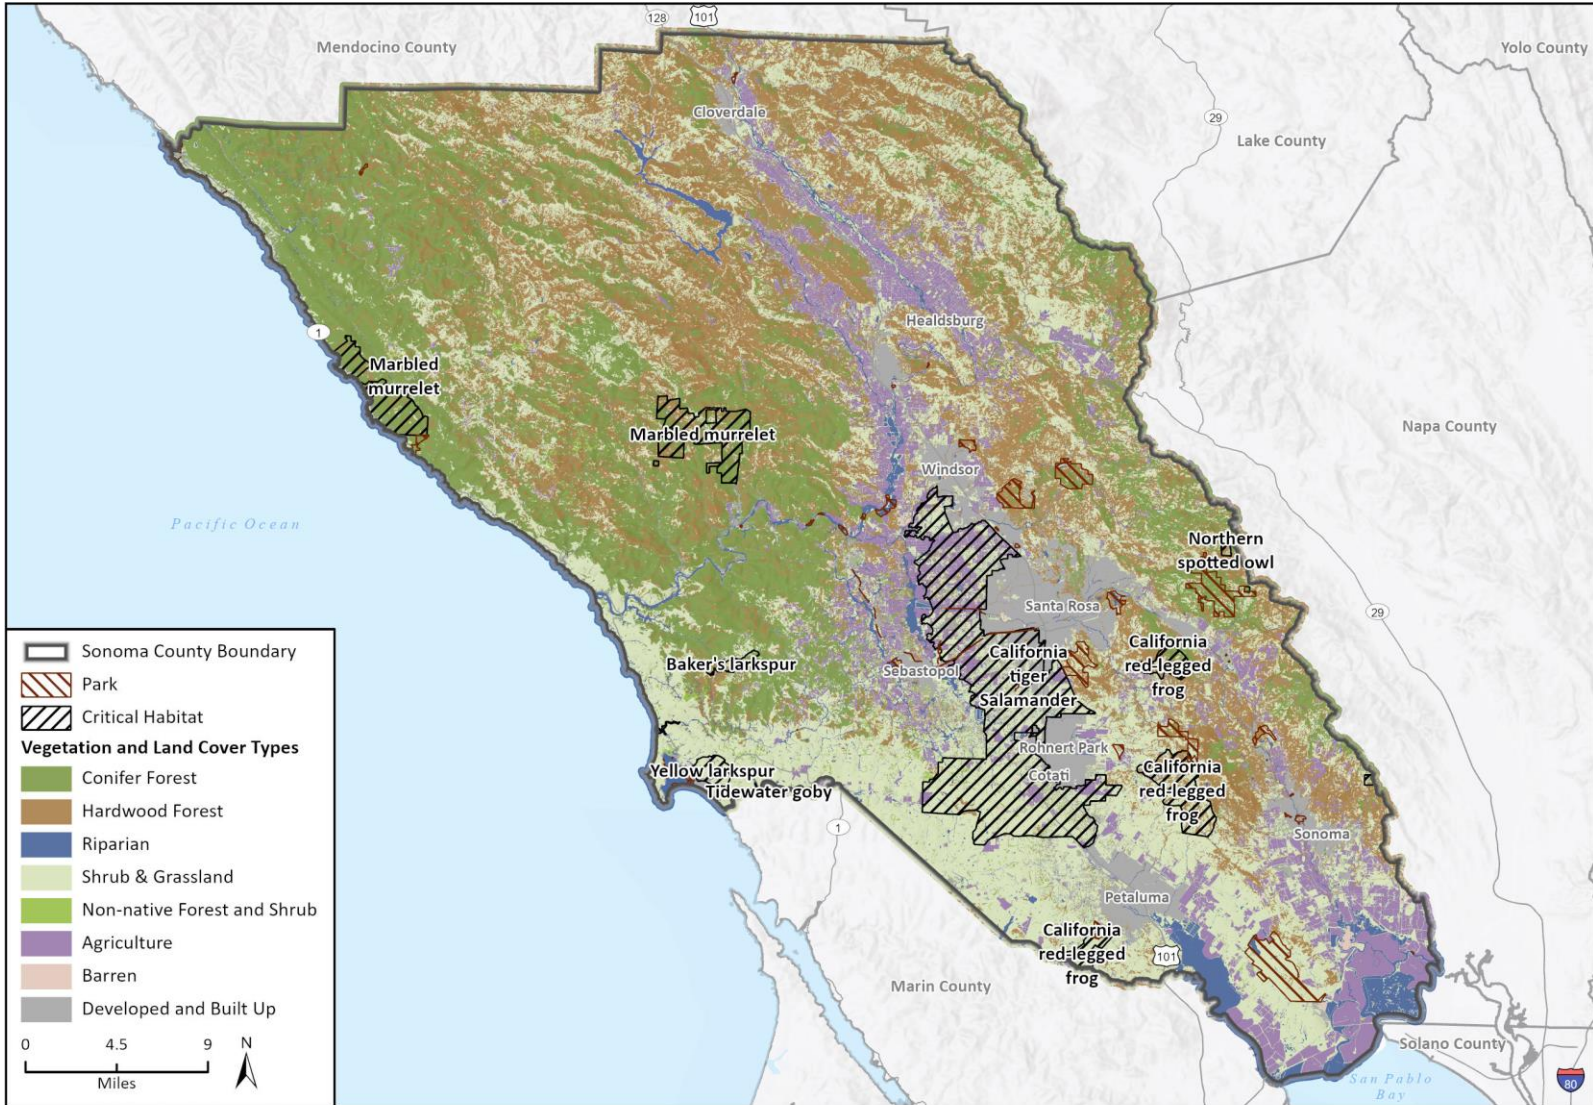 128
101
Mendocino County
Yolo County
Cloverdale
29
Lake County
Healdsburg
1
Marbled
murrelet
Marbled murrelet
Napa County
Windsor
Pacific Ocean
Northern
spotted owl
Santa Rosa
29
California
red-legged
frog
California
tiger
Salamander
Baker's larkspur
Sebastopol
Rohnert Park
Cotati
Yellow larkspur
Tidewater goby
California
red-legged
frog
1
Sonoma
Petaluma
California
red-legged
frog
101
Marin County
Solano County
San Pablo
Bay
80
Sonoma County Boundary
Park
Critical Habitat
Vegetation and Land Cover Types
Conifer Forest
Hardwood Forest
Riparian
Shrub & Grassland
Non-native Forest and Shrub
Agriculture
Barren
Developed and Built Up
0 4.5 9
Miles
N